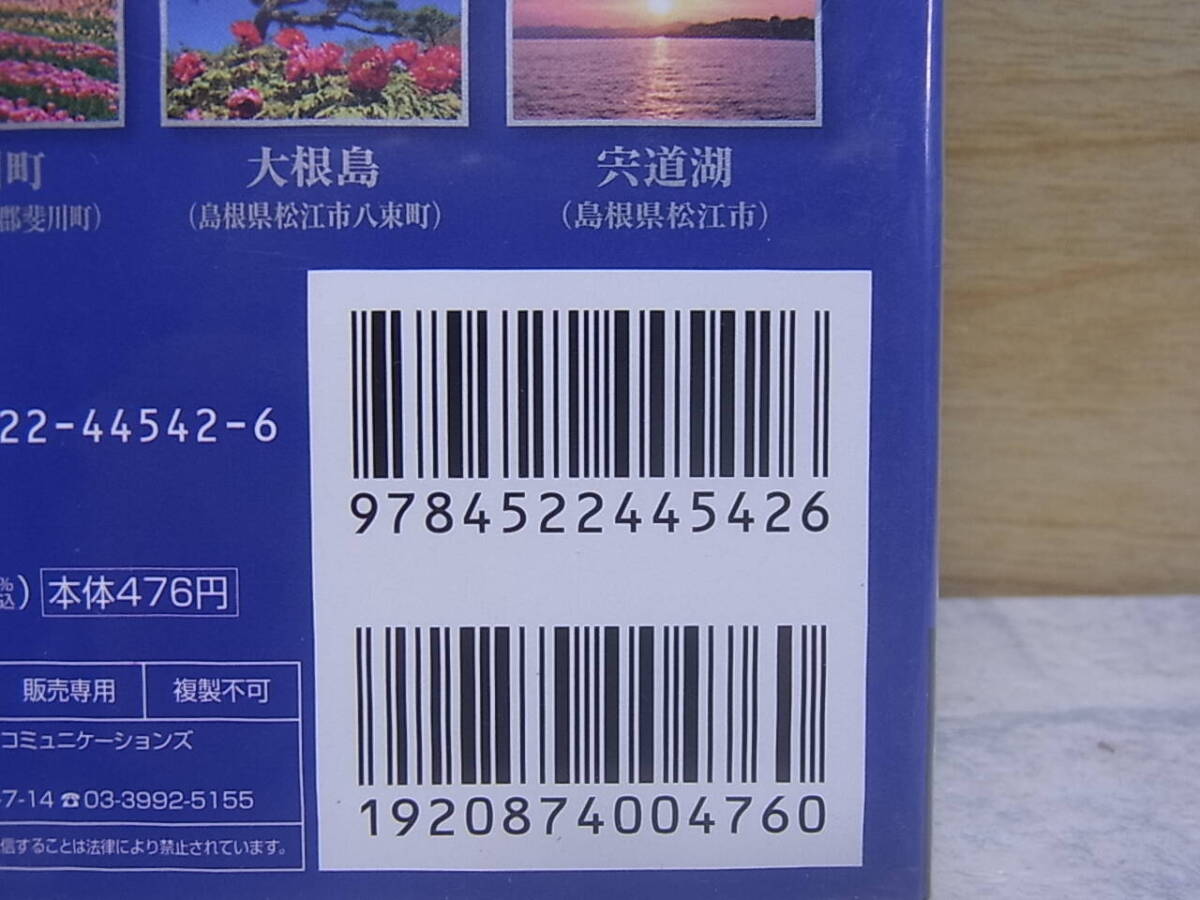 町 大根島 宍道湖
郡斐川町） （島根県松江市八束町） （島根県松江市）
22-44542-6
9784522445426
%
込） 本体476円
販売専用 複製不可
コミュニケーションズ
-7-14☎03-3992-5155
信することは法律により禁止されています。
1920874004760